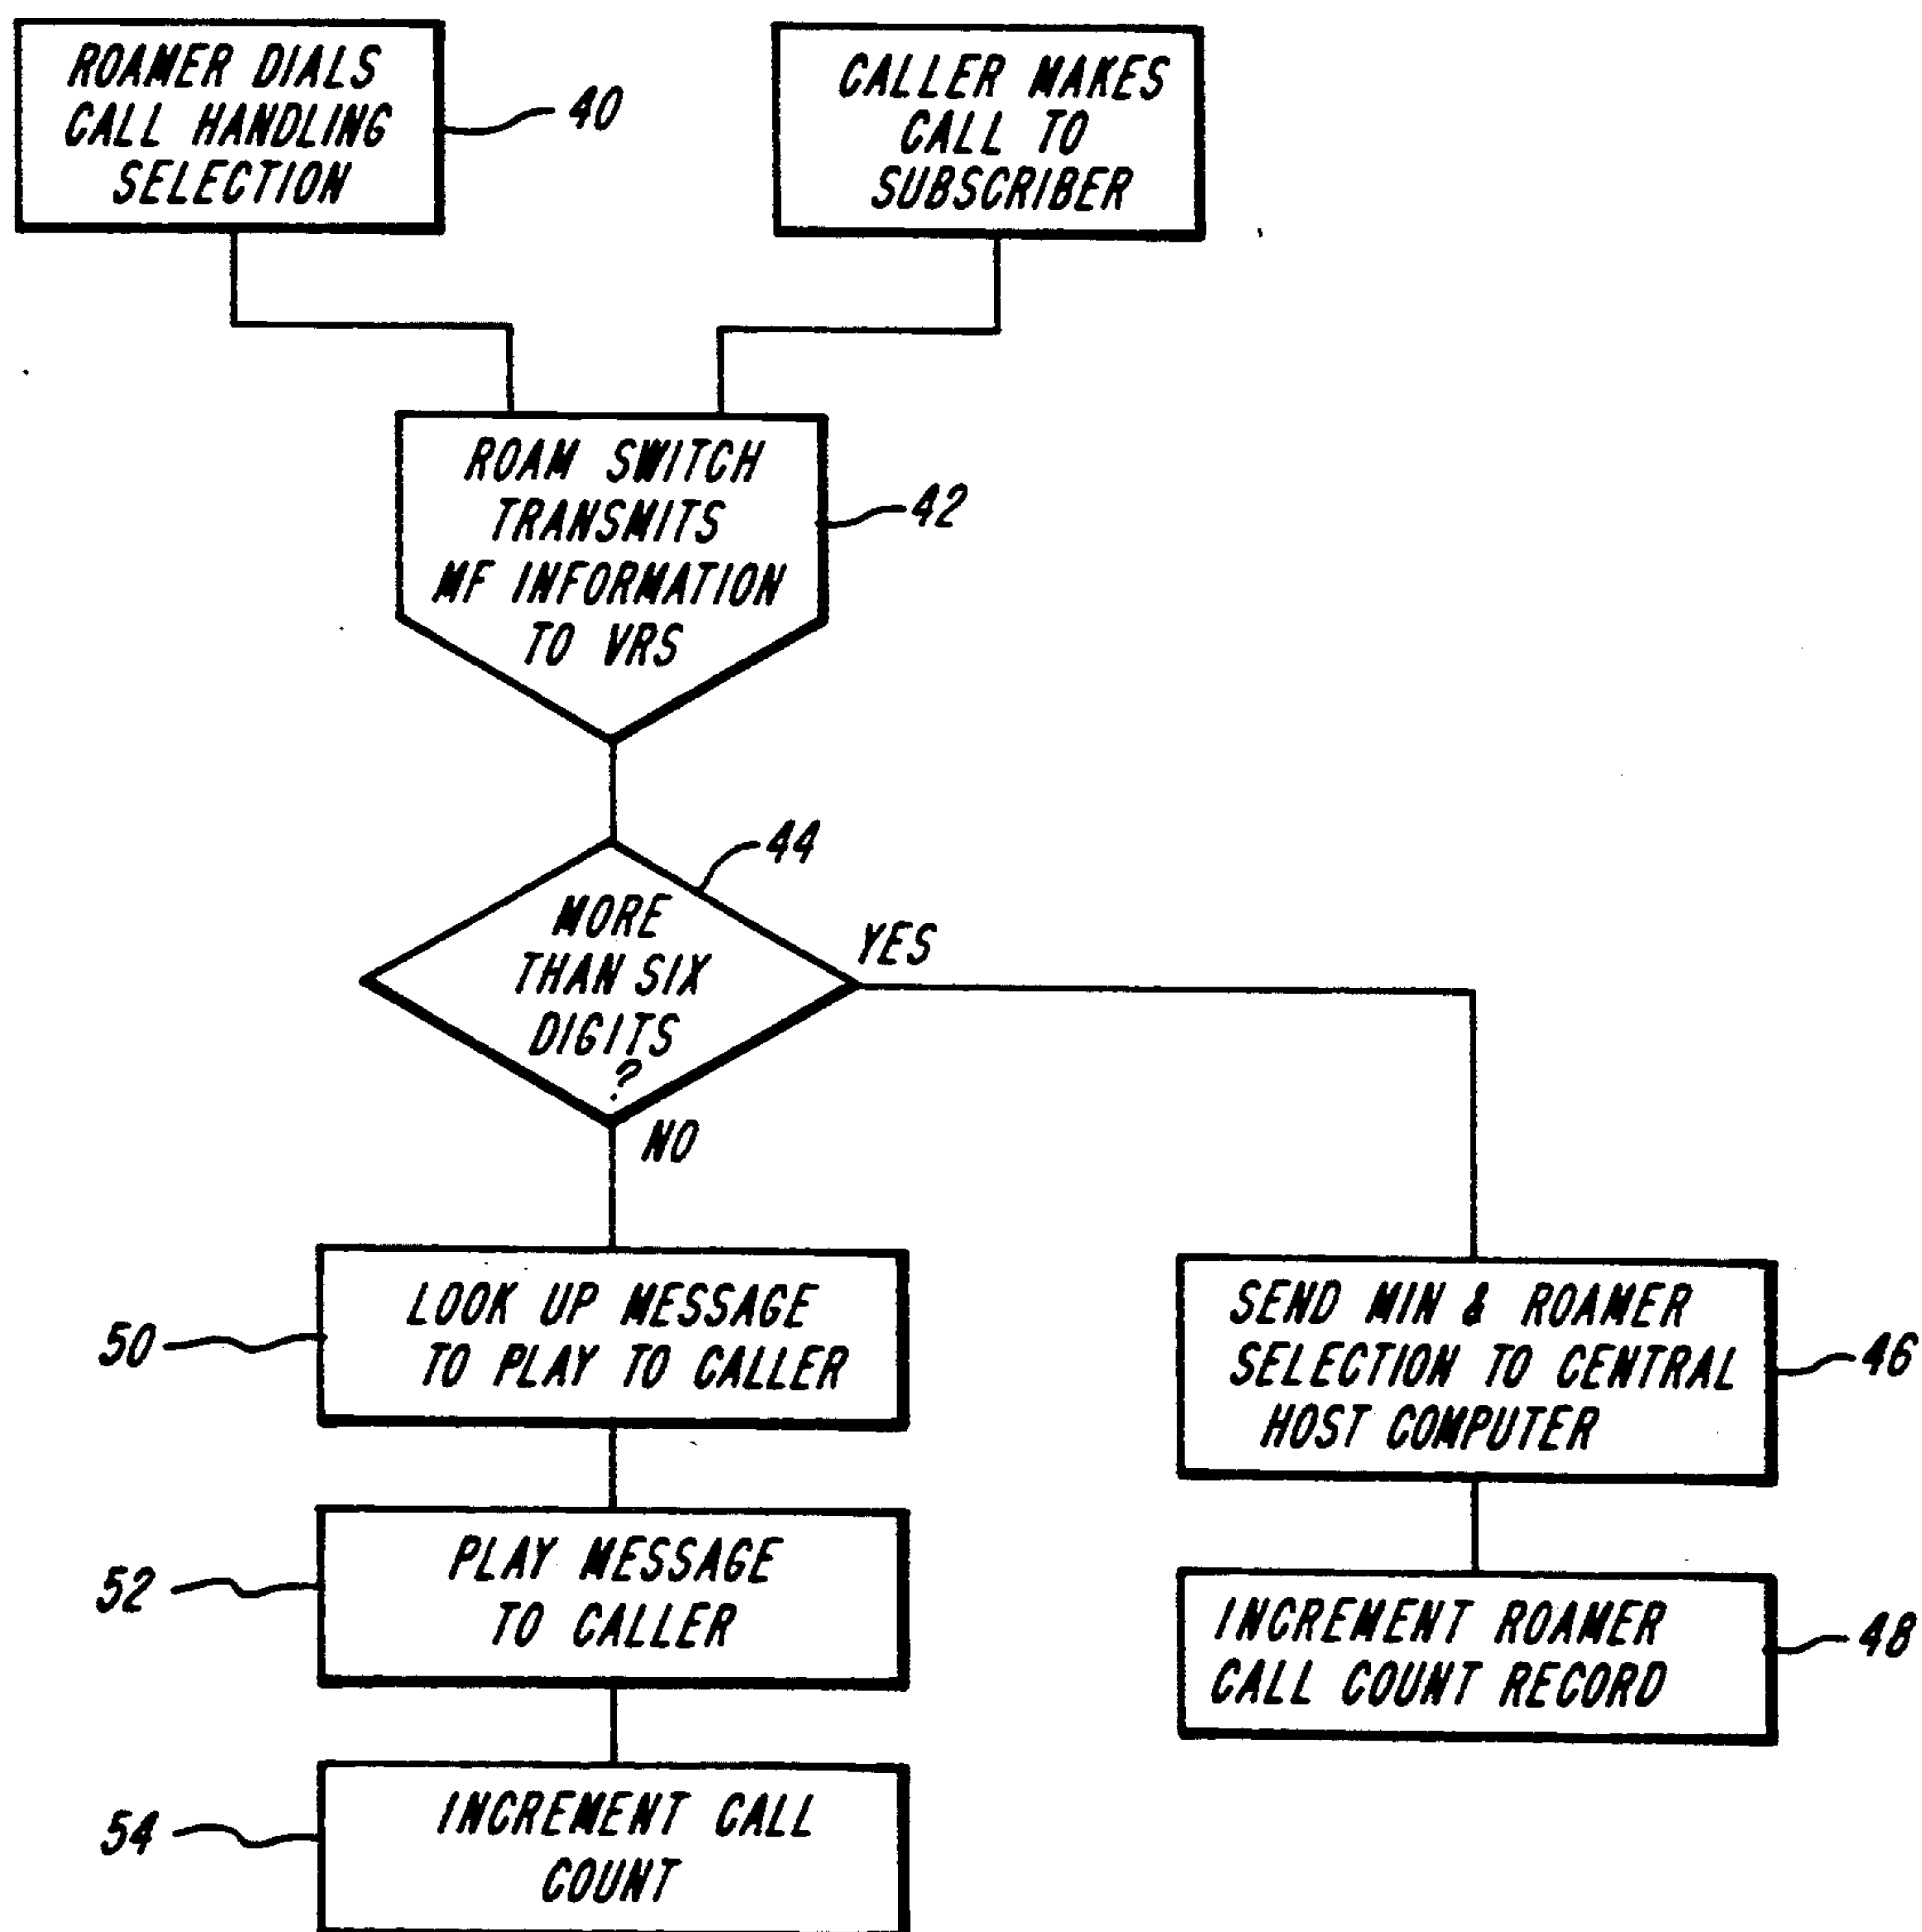 ROAMER DIALS
CALL HANDLING
SELECTION
40
CALLER MAKES
CALL TO
SUBSCRIBER
ROAM SWITCH
TRANSMITS
MF INFORMATION
TO VRS
42
44
MORE
THAN SIX
DIGITS
?
YES
NO
50
LOOK UP MESSAGE
TO PLAY TO CALLER
SEND MIN & ROAMER
SELECTION TO CENTRAL
HOST COMPUTER
46
52
PLAY MESSAGE
TO CALLER
INCREMENT ROAMER
CALL COUNT RECORD
48
54
INCREMENT CALL
COUNT